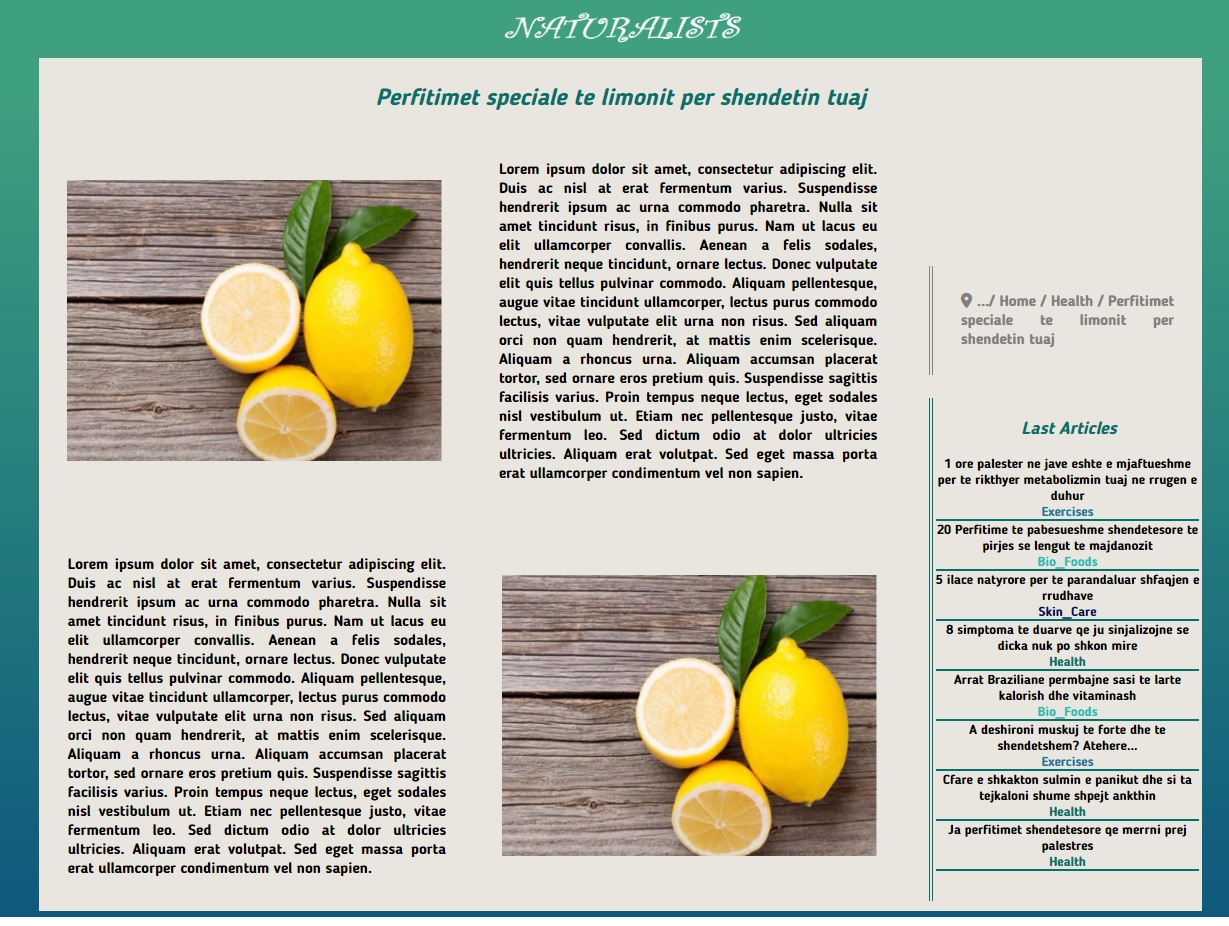 NATURALISTS
Perfitimet speciale te limonit per shendetin tuaj
Lorem ipsum dolor sit amet, consectetur adipiscing elit.
Duis ac nisl at erat fermentum varius. Suspendisse
hendrerit ipsum ac urna commodo pharetra. Nulla sit
amet tincidunt risus, in finibus purus. Nam ut lacus eu
elit ullamcorper convallis. Aenean a felis sodales,
hendrerit neque tincidunt, ornare lectus. Donec vulputate
elit quis tellus pulvinar commodo. Aliquam pellentesque,
augue vitae tincidunt ullamcorper, lectus purus commodo
lectus, vitae vulputate elit urna non risus. Sed aliquam
orci non quam hendrerit, at mattis enim scelerisque.
Aliquam a rhoncus urna. Aliquam accumsan placerat
tortor, sed ornare eros pretium quis. Suspendisse sagittis
facilisis varius. Proin tempus neque lectus, eget sodales
nisl vestibulum ut. Etiam nec pellentesque justo, vitae
fermentum leo. Sed dictum odio at dolor ultricies
ultricies. Aliquam erat volutpat. Sed eget massa porta
erat ullamcorper condimentum vel non sapien.
Lorem ipsum dolor sit amet, consectetur adipiscing elit.
Duis ac nisl at erat fermentum varius. Suspendisse
hendrerit ipsum ac urna commodo pharetra. Nulla sit
amet tincidunt risus, in finibus purus. Nam ut lacus eu
elit ullamcorper convallis. Aenean a felis sodales,
hendrerit neque tincidunt, ornare lectus. Donec vulputate
elit quis tellus pulvinar commodo. Aliquam pellentesque,
augue vitae tincidunt ullamcorper, lectus purus commodo
lectus, vitae vulputate elit urna non risus. Sed aliquam
orci non quam hendrerit, at mattis enim scelerisque.
Aliquam a rhoncus urna. Aliquam accumsan placerat
tortor, sed ornare eros pretium quis. Suspendisse sagittis
facilisis varius. Proin tempus neque lectus, eget sodales
nisl vestibulum ut. Etiam nec pellentesque justo, vitae
fermentum leo. Sed dictum odio at dolor ultricies
ultricies. Aliquam erat volutpat. Sed eget massa porta
erat ullamcorper condimentum vel non sapien.
.../ Home / Health / Perfitimet
speciale te limonit per
shendetin tuaj
Last Articles
1 ore palester ne jave eshte e mjaftueshme
per te rikthyer metabolizmin tuaj ne rrugen e
duhur
Exercises
20 Perfitime te pabesueshme shendetesore te
pirjes se lengut te majdanozit
Bio_Foods
5 ilace natyrore per te parandaluar shfaqjen e
rrudhave
Skin_Care
8 simptoma te duarve qe ju sinjalizojne se
dicka nuk po shkon mire
Health
Arrat Braziliane permbajne sasi te larte
kalorish dhe vitaminash
Bio_Foods
A deshironi muskuj te forte dhe te
shendetshem? Atehere...
Exercises
Cfare e shkakton sulmin e panikut dhe si ta
tejkaloni shume shpejt ankthin
Health
Ja perfitimet shendetesore qe merrni prej
palestres
Health